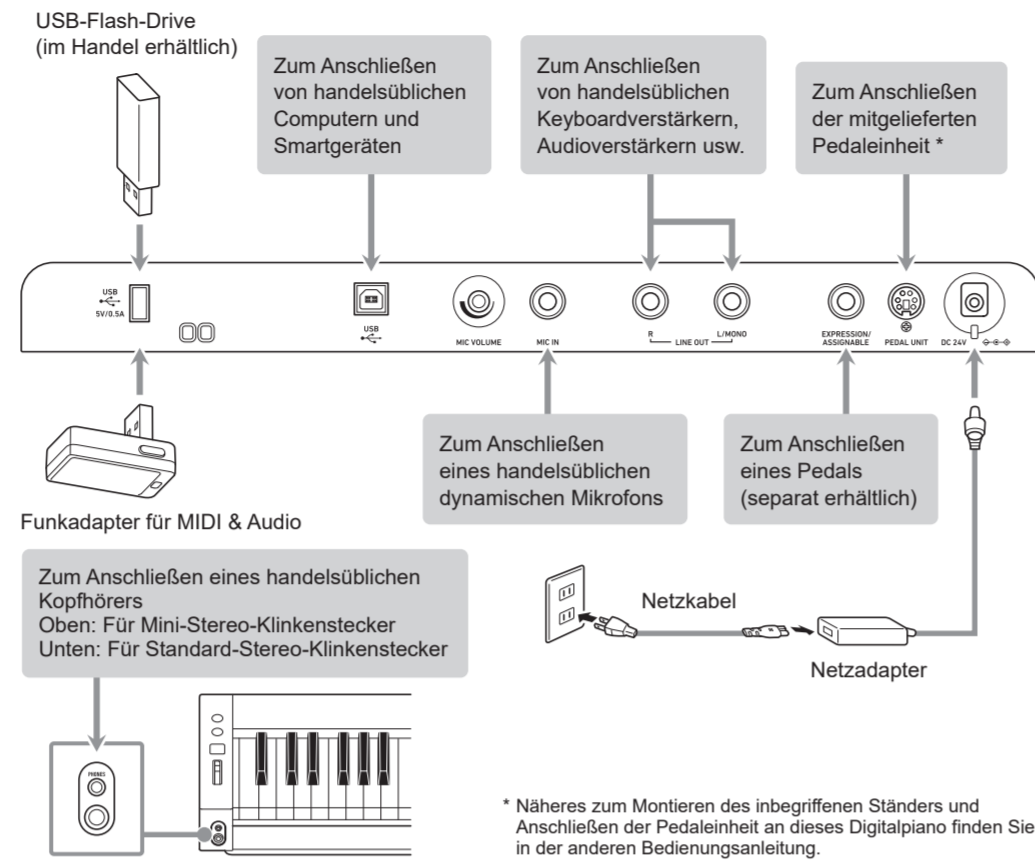 USB-Flash-Drive
(im Handel erhältlich)
Zum Anschließen
von handelsüblichen
Computern und
Smartgeräten
Zum Anschließen
von handelsüblichen
Keyboardverstärkern,
Audioverstärkern usw.
Zum Anschließen
der mitgelieferten
Pedaleinheit *
USB
5V/0.5A
USB
MIC VOLUME
MIC IN
R
LINE OUT
L/MONO
EXPRESSION/
ASSIGNABLE
PEDAL UNIT
DC 24V
Zum Anschließen
eines handelsüblichen
dynamischen Mikrofons
Zum Anschließen
eines Pedals
(separat erhältlich)
Funkadapter für MIDI & Audio
Zum Anschließen eines handelsüblichen
Kopfhörers
Oben: Für Mini-Stereo-Klinkenstecker
Unten: Für Standard-Stereo-Klinkenstecker
Netzkabel
Netzadapter
PHONES
* Näheres zum Montieren des inbegriffenen Ständers und
Anschließen der Pedaleinheit an dieses Digitalpiano finden Sie
in der anderen Bedienungsanleitung.